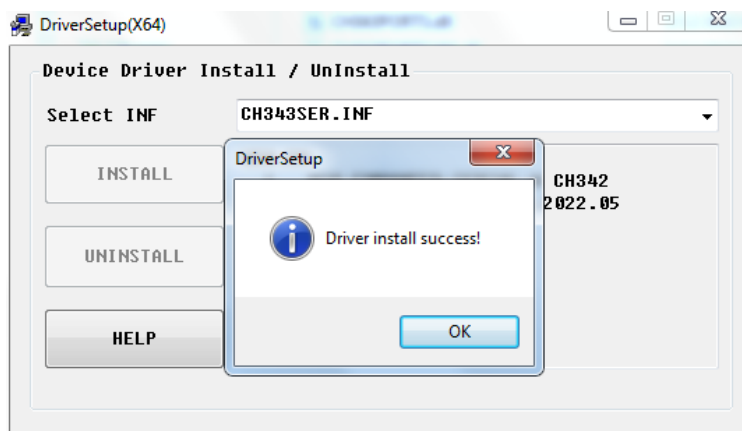 DriverSetup(X64)
Device Driver Install / UnInstall
Select INF
CH343SER.INF
INSTALL
UNINSTALL
HELP
CH342
2022.05
DriverSetup
Driver install success!
OK